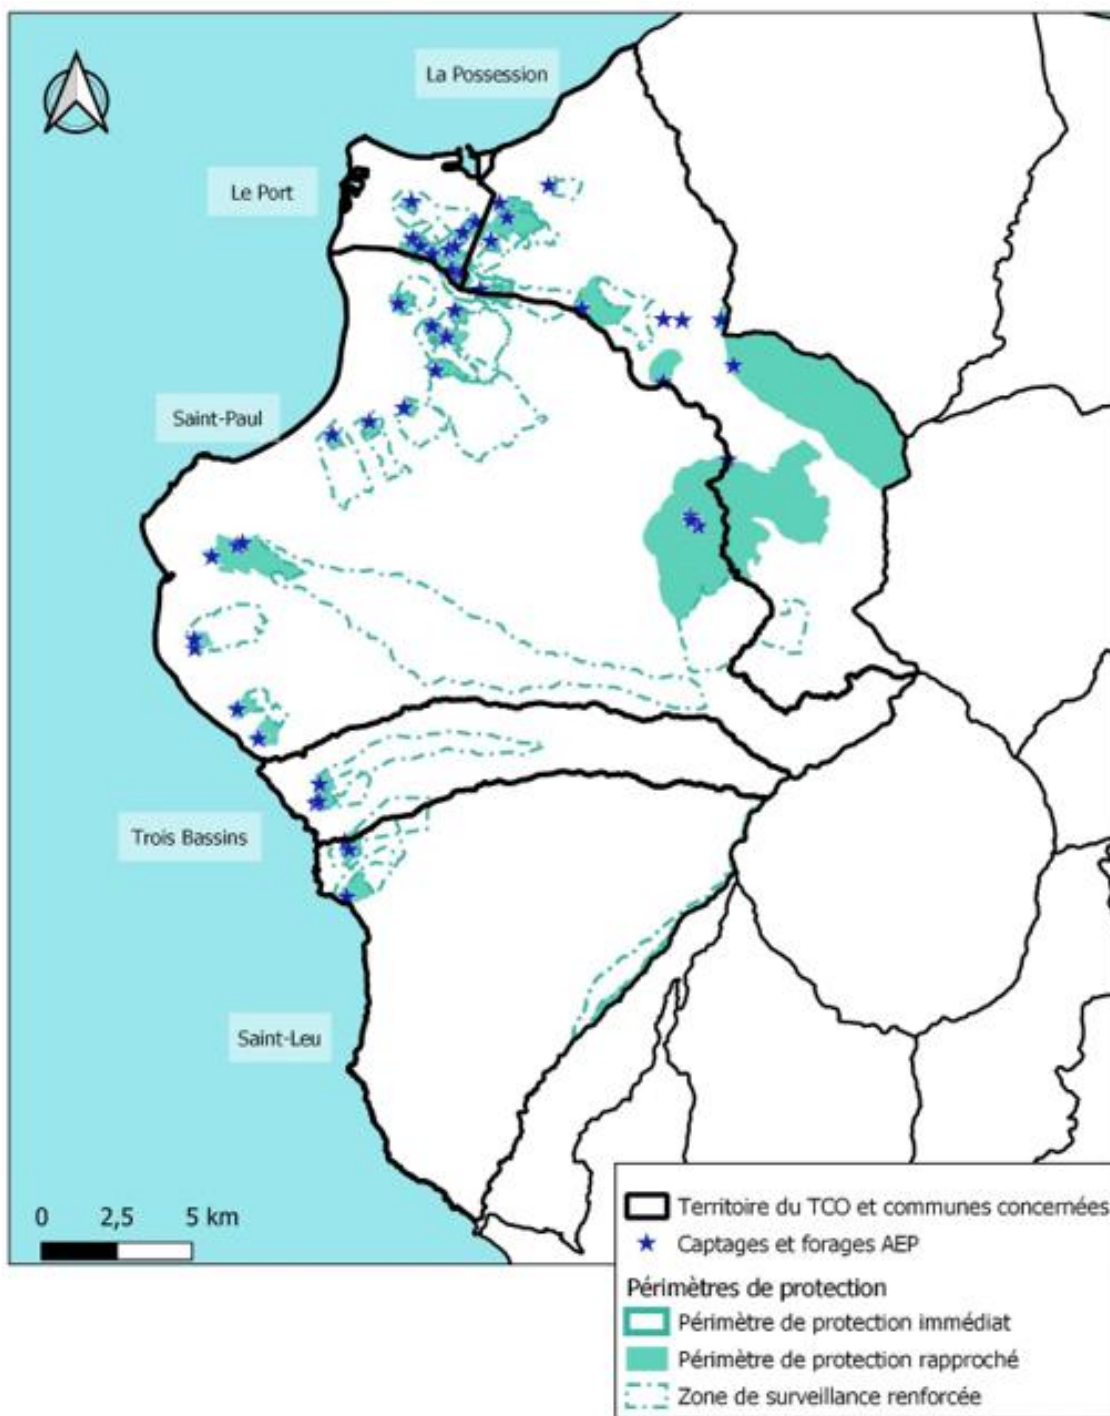 La Possession
Le Port
Saint-Paul
Trois Bassins
Saint-Leu
0 2,5 5 km
Territoire du TCO et communes concernées
Captages et forages AEP
Périmètres de protection
Périmètre de protection immédiat
Périmètre de protection rapproché
Zone de surveillance renforcée